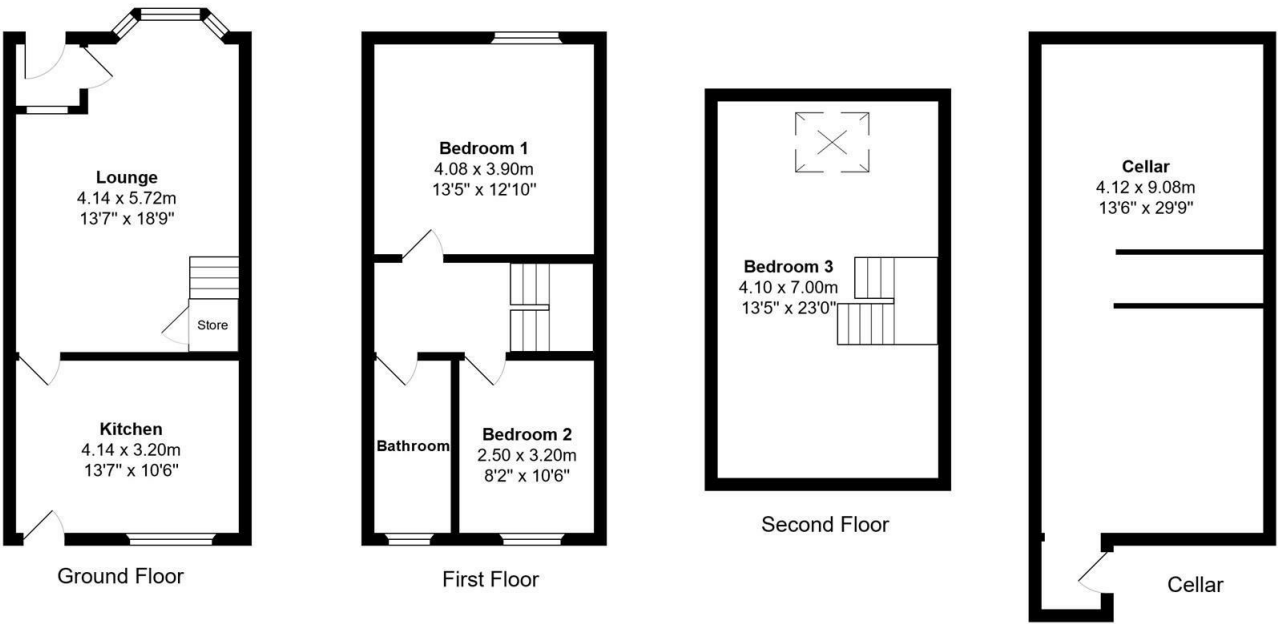 Lounge
4.14 x 5.72m
13'7" x 18'9"
Store
Kitchen
4.14 x 3.20m
13'7" x 10'6"
Ground Floor
Bedroom 1
4.08 x 3.90m
13'5" x 12'10"
Bathroom
Bedroom 2
2.50 x 3.20m
8'2" x 10'6"
First Floor
Bedroom 3
4.10 x 7.00m
13'5" x 23'0"
Second Floor
Cellar
4.12 x 9.08m
13'6" x 29'9"
Cellar